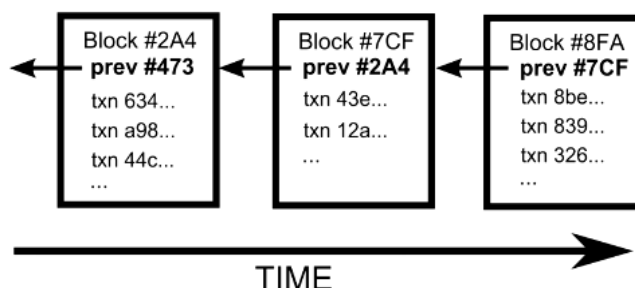 Block #2A4
prev #473
txn 634...
txn a98...
txn 44c...
...
Block #7CF
prev #2A4
txn 43e...
txn 12a...
...
Block #8FA
prev #7CF
txn 8be...
txn 839...
txn 326...
...
TIME